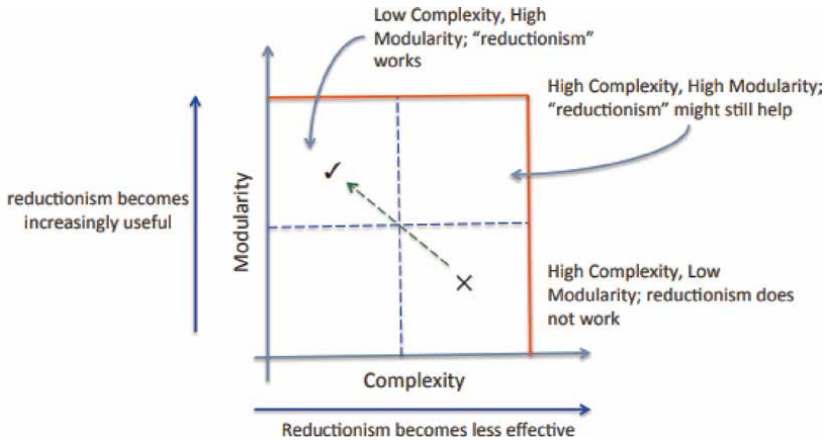 Low Complexity, High
Modularity; “reductionism”
works
High Complexity, High Modularity;
“reductionism” might still help
reductionism becomes
increasingly useful
Modularity
✓
×
High Complexity, Low
Modularity; reductionism does
not work
Complexity
Reductionism becomes less effective